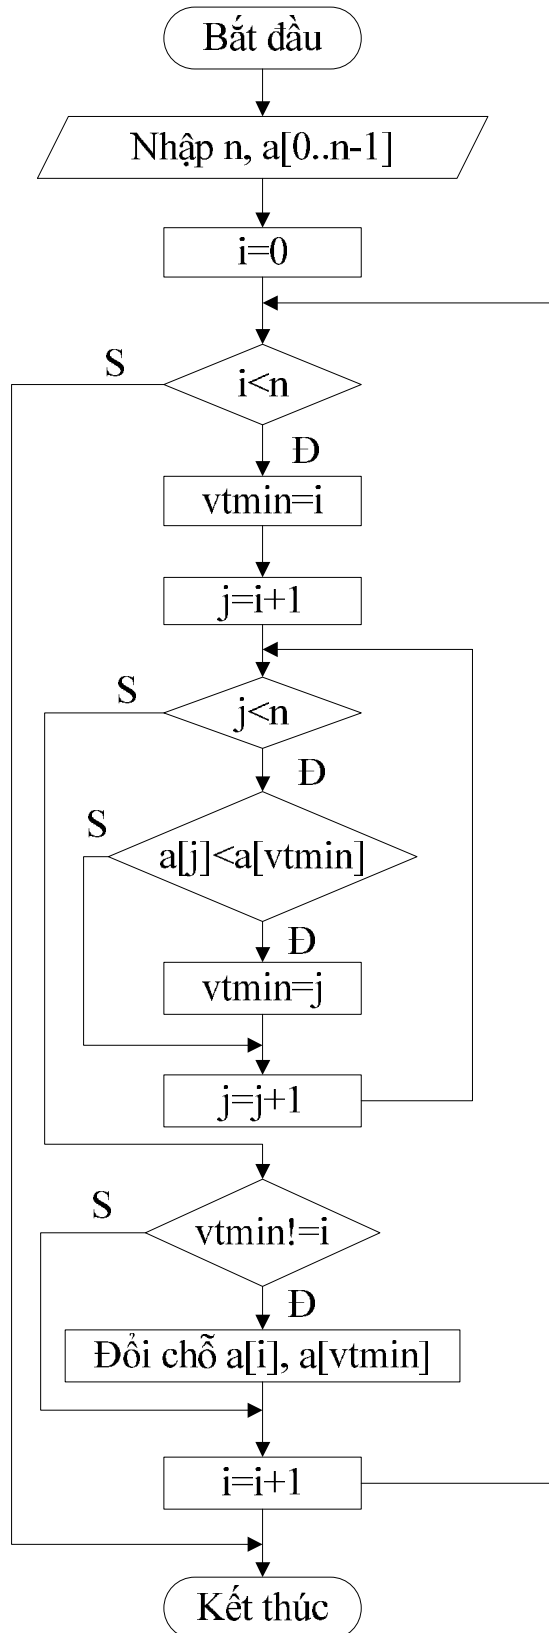 Bắt đầu
Nhập n, a[0..n-1]
i=0
S
i<n
Đ
vtmin=i
j=i+1
S
j<n
Đ
S
a[j]<a[vtmin]
Đ
vtmin=j
j=j+1
S
vtmin!=i
Đ
Đổi chỗ a[i], a[vtmin]
i=i+1
Kết thúc